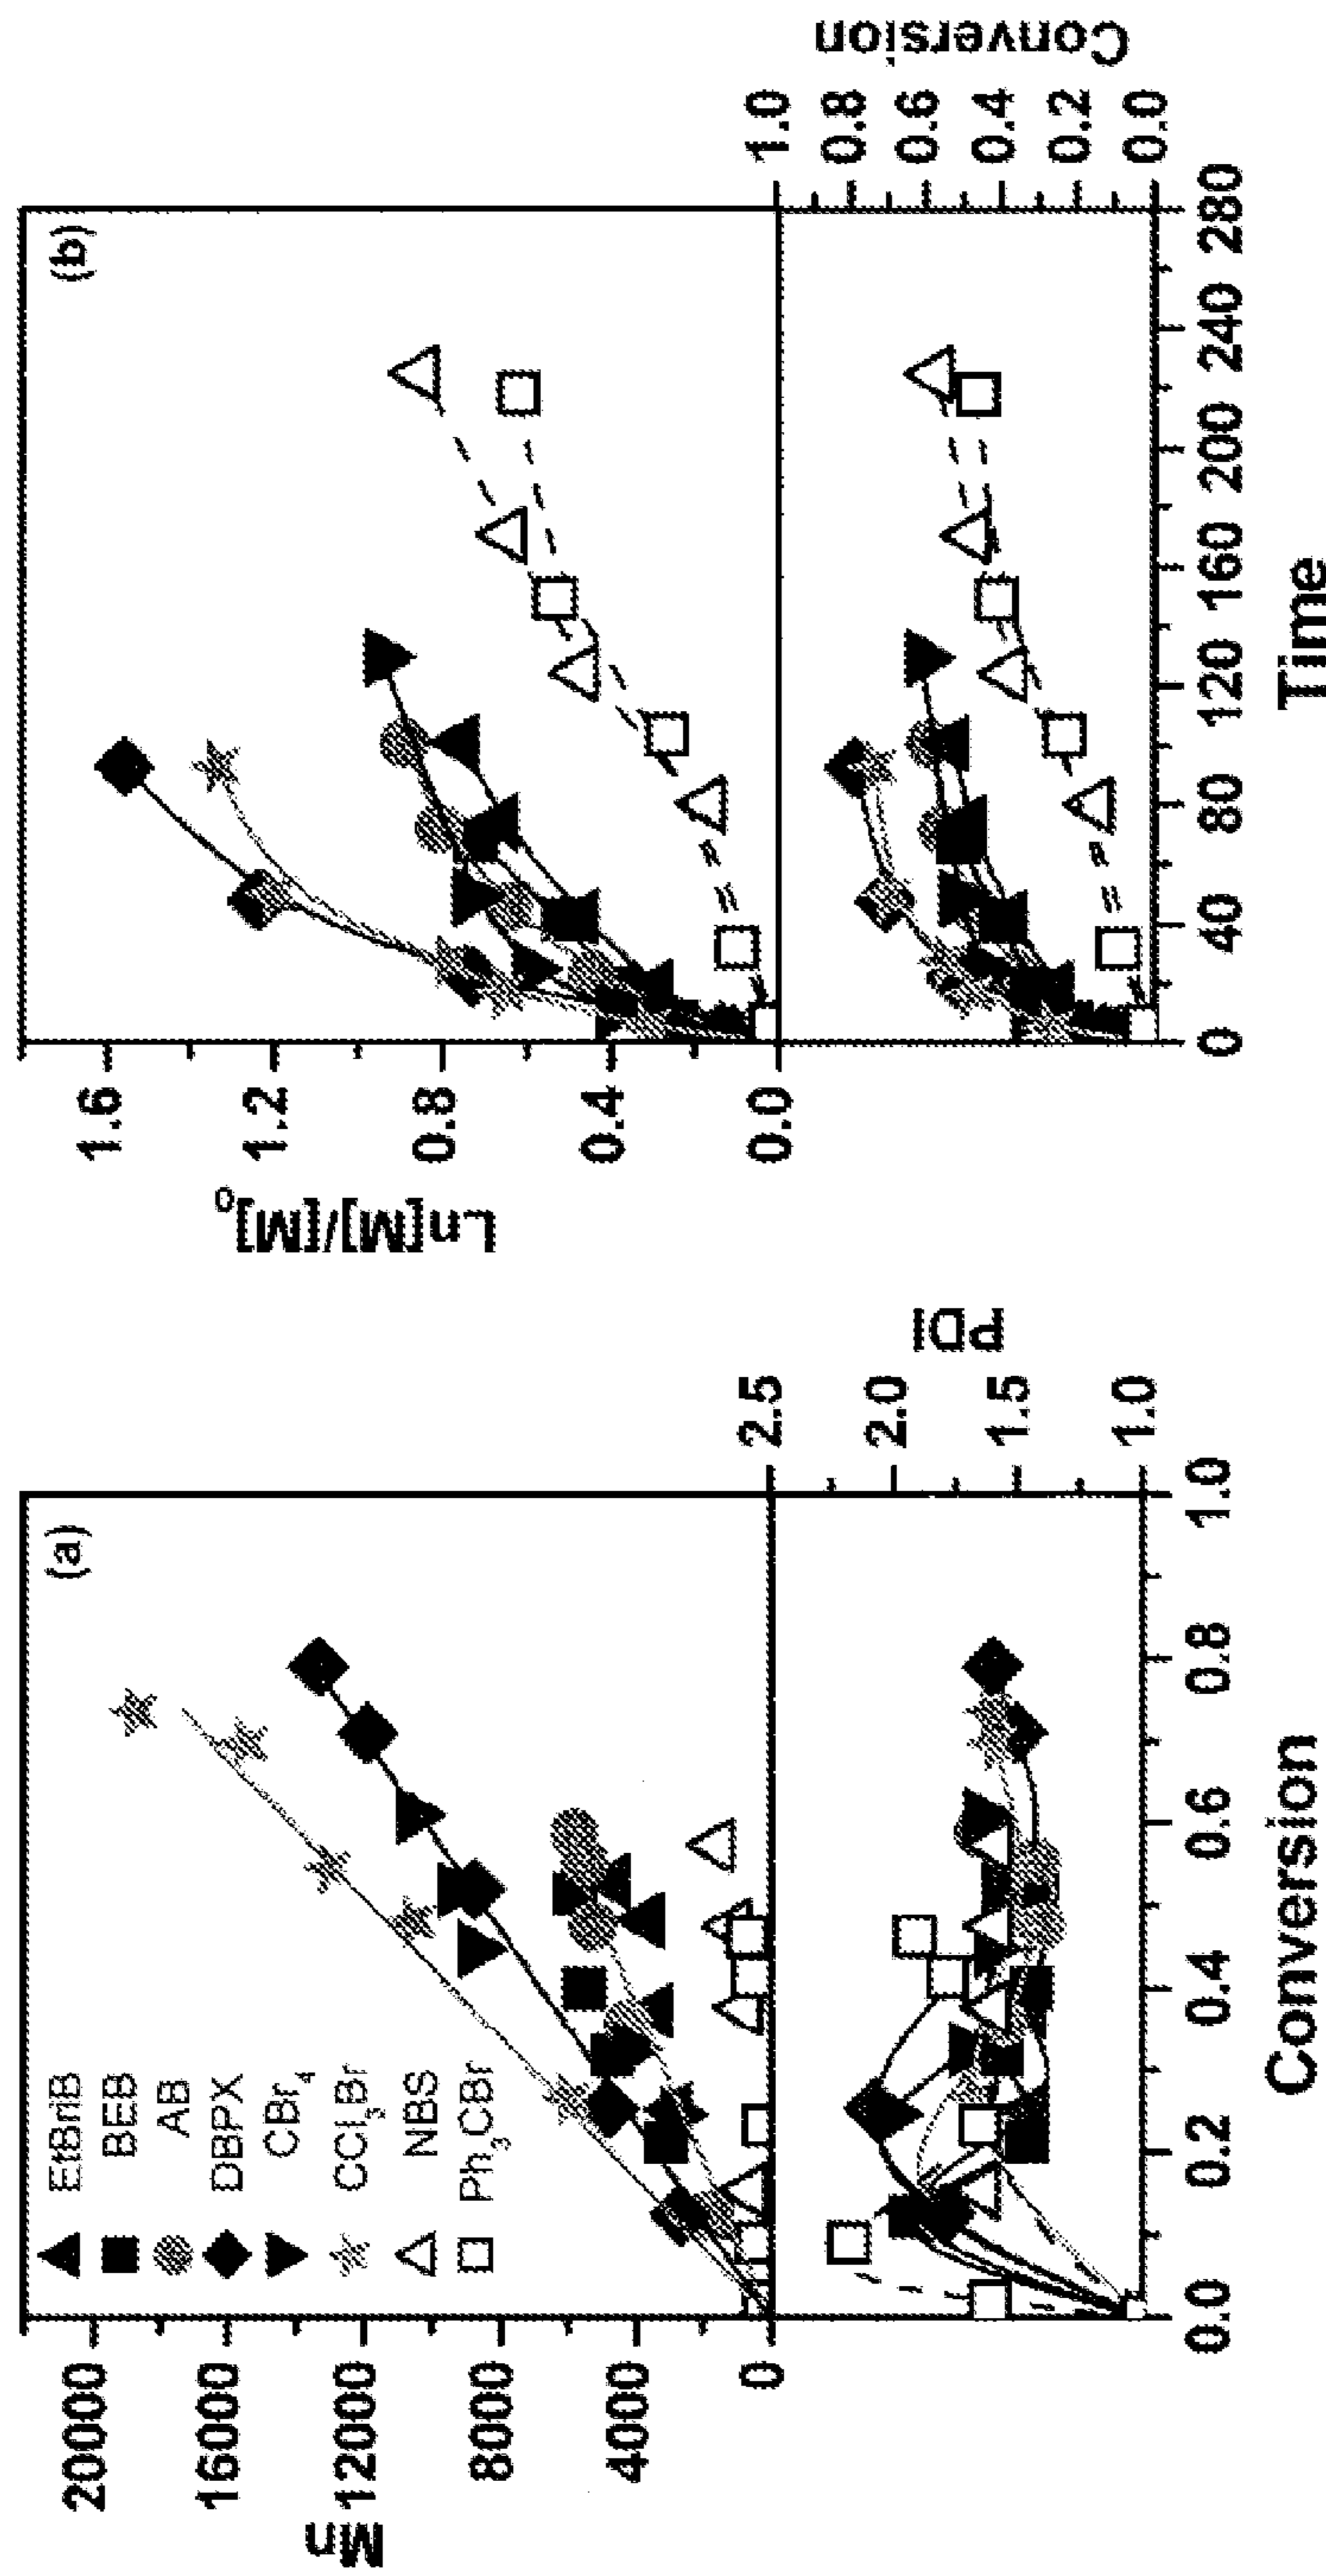 (a)
EtBriB
BEB
AB
DBPX
CBr4
CCl3Br
NBS
Ph3CBr
Mn
20000
16000
12000
8000
4000
0
PDI
2.5
2.0
1.5
1.0
0.0 0.2 0.4 0.6 0.8 1.0
Conversion
(b)
Ln[M]/[M]0
1.6
1.2
0.8
0.4
0.0
Conversion
1.0
0.8
0.6
0.4
0.2
0.0
0 40 80 120 160 200 240 280
Time